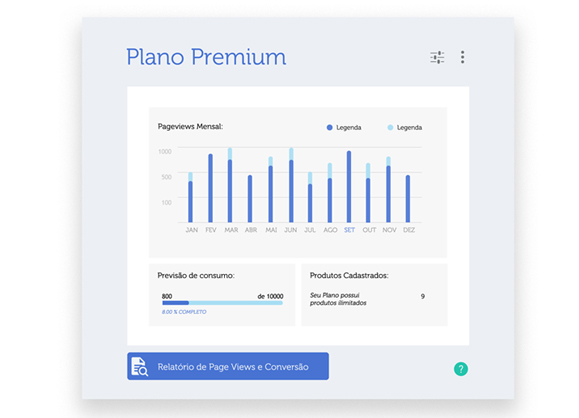 Plano Premium
Pageviews Mensal:
Legenda
Legenda
1000
500
100
JAN FEV MAR ABR MAI JUN JUL AGO SET OUT NOV DEZ
Previsão de consumo:
800 de 10000
8.00 % COMPLETO
Produtos Cadastrados:
Seu Plano possui
produtos ilimitados
9
Relatório de Page Views e Conversão
?